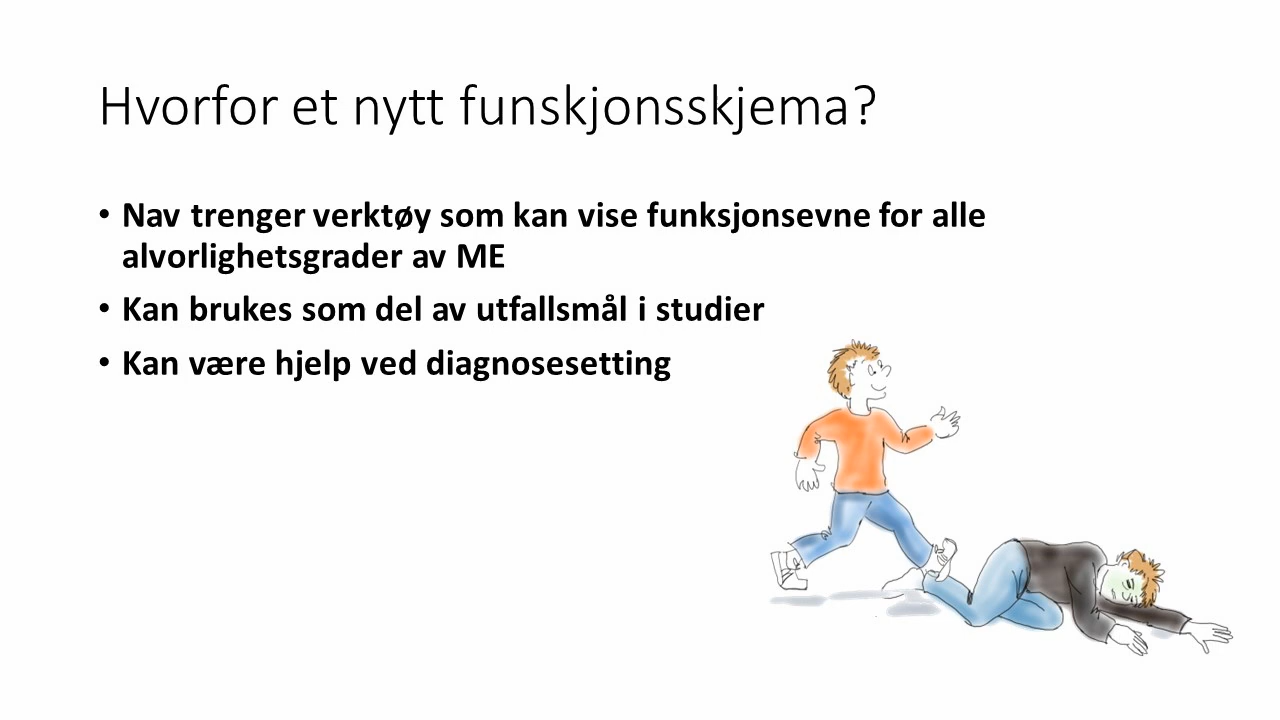 Hvorfor et nytt funskjonsskjema?
• Nav trenger verktøy som kan vise funksjonsevne for alle
alvorlighetsgrader av ME
• Kan brukes som del av utfallsmål i studier
• Kan være hjelp ved diagnosesetting